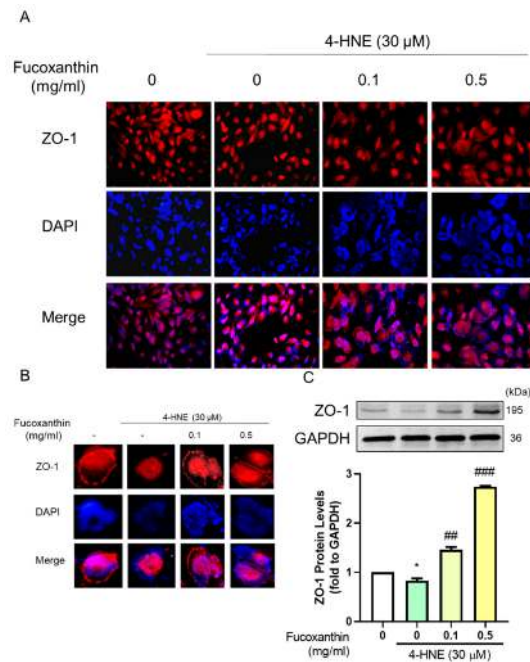 A
4-HNE (30 µM)
Fucoxanthin (mg/ml) 0 0 0.1 0.5
ZO-1
DAPI
Merge
B
4-HNE (30 µM)
Fucoxanthin (mg/ml) - - 0.1 0.5
ZO-1
DAPI
Merge
C
(kDa)
ZO-1 195
GAPDH 36
ZO-1 Protein Levels
(fold to GAPDH)
3
2
1
0
* ## ###
Fucoxanthin (mg/ml) 0 0 0.1 0.5
4-HNE (30 µM)